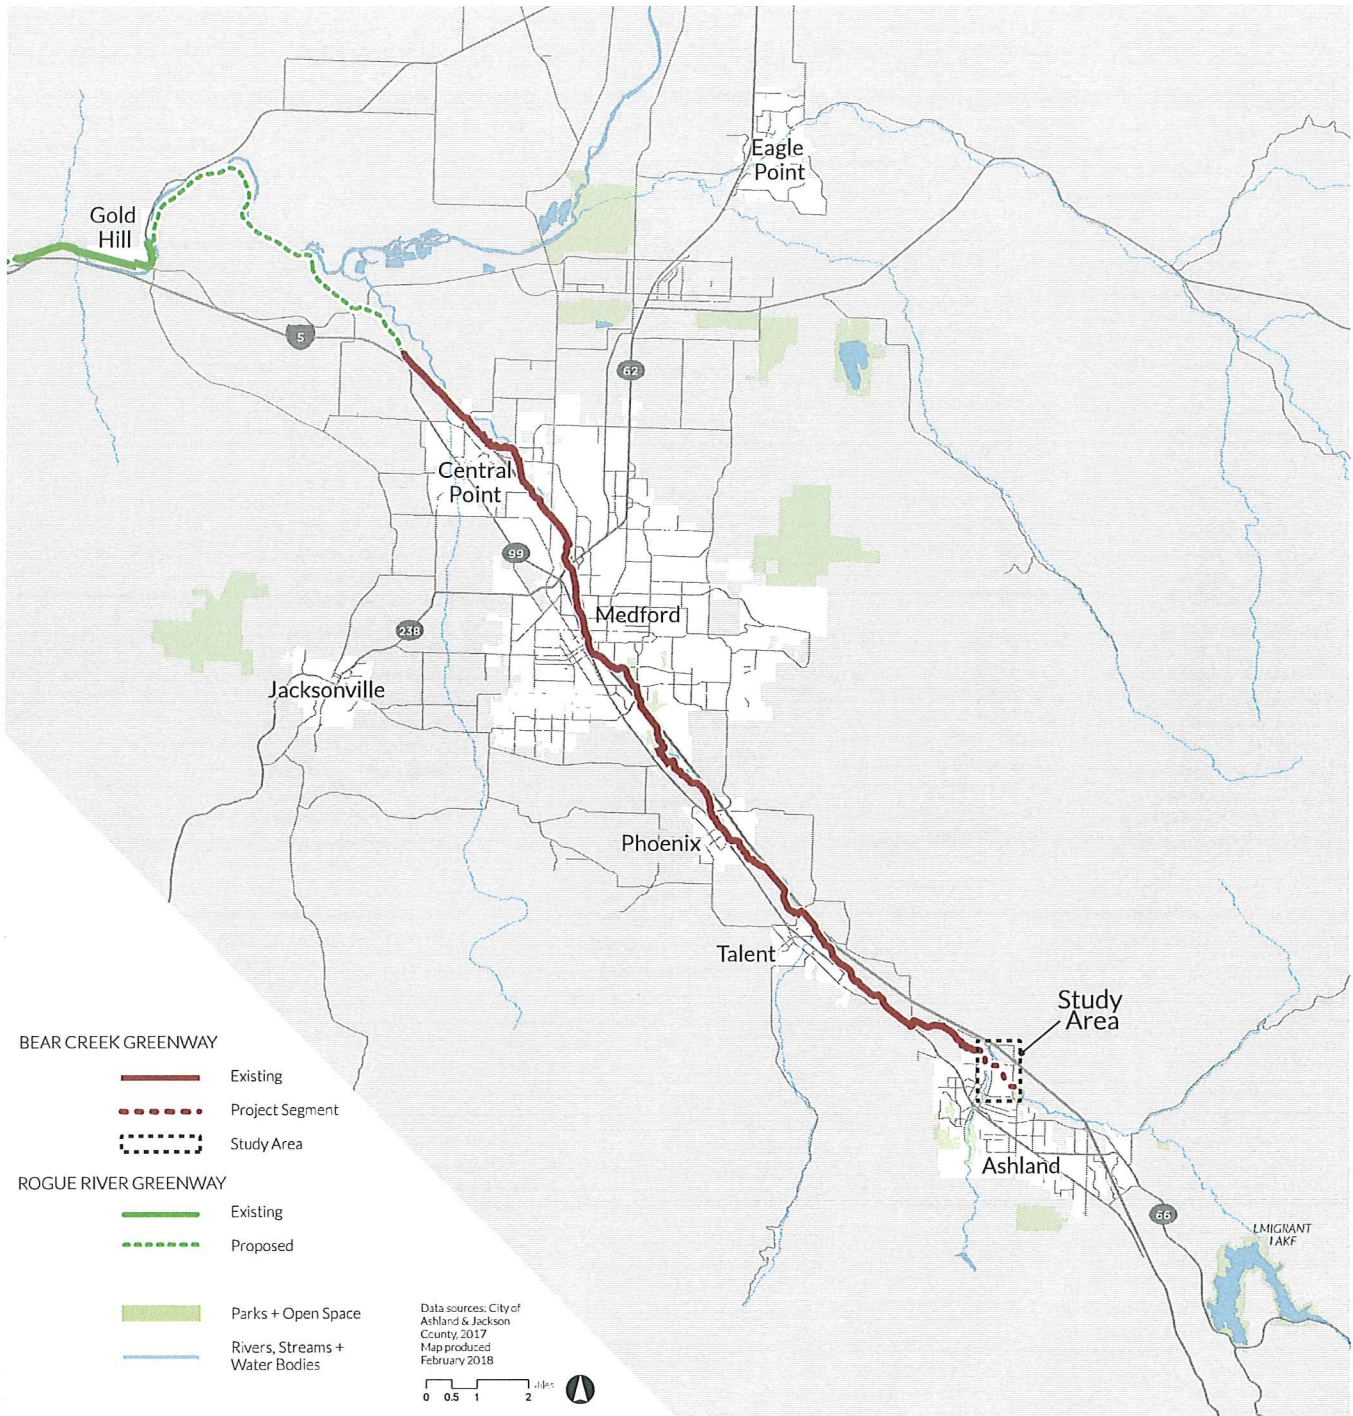 Eagle
Point
Gold
Hill
5
62
Central
Point
99
Medford
238
Jacksonville
Phoenix
Talent
Study
Area
Ashland
66
LMIGRANT
LAKE
BEAR CREEK GREENWAY
Existing
Project Segment
Study Area
ROGUE RIVER GREENWAY
Existing
Proposed
Parks + Open Space
Rivers, Streams +
Water Bodies
Data sources: City of
Ashland & Jackson
County, 2017
Map produced
February 2018
0 0.5 1 2